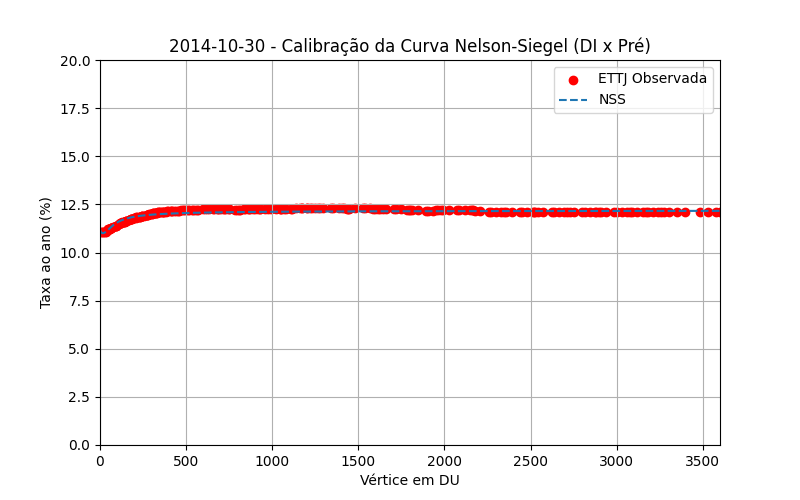 2014-10-30 - Calibração da Curva Nelson-Siegel (DI x Pré)
20.0
17.5
15.0
12.5
10.0
7.5
5.0
2.5
0.0
Taxa ao ano (%)
ETTJ Observada
NSS
0 500 1000 1500 2000 2500 3000 3500
Vértice em DU